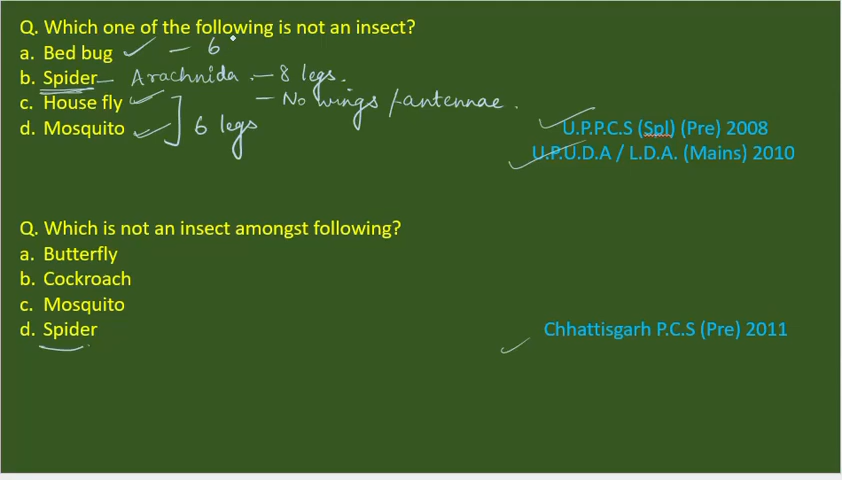 Q. Which one of the following is not an insect?
a. Bed bug - 6
b. Spider - Arachnida - 8 legs.
c. House fly - No wings / antennae.
d. Mosquito ] 6 legs
U.P.P.C.S (Spl) (Pre) 2008
U.P.U.D.A / L.D.A. (Mains) 2010
Q. Which is not an insect amongst following?
a. Butterfly
b. Cockroach
c. Mosquito
d. Spider
Chhattisgarh P.C.S (Pre) 2011